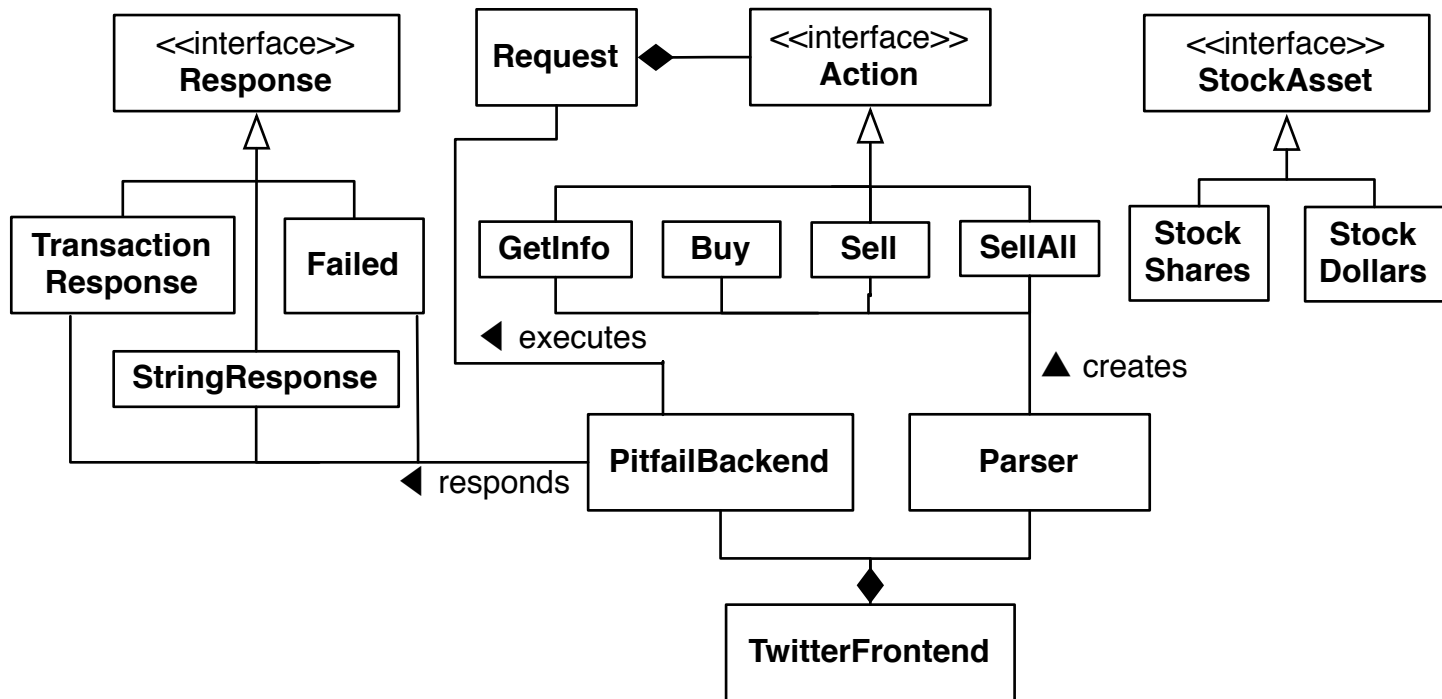 <<interface>>
Response
Request
<<interface>>
Action
<<interface>>
StockAsset
Transaction
Response
Failed
GetInfo
Buy
Sell
SellAll
Stock
Shares
Stock
Dollars
StringResponse
executes
creates
PitfailBackend
Parser
responds
TwitterFrontend